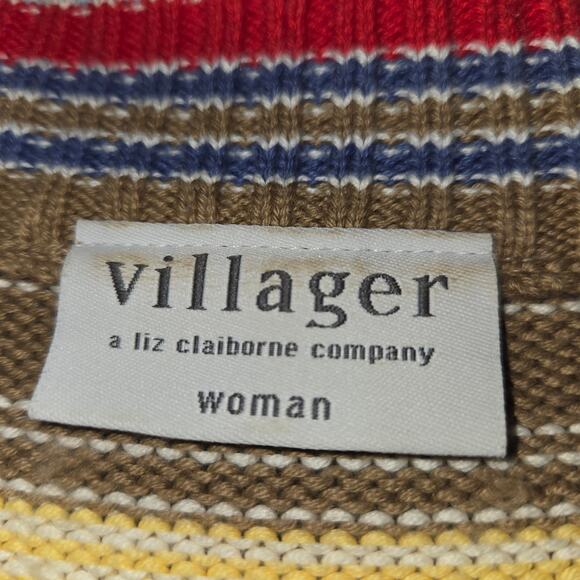 villager
a liz claiborne company
woman